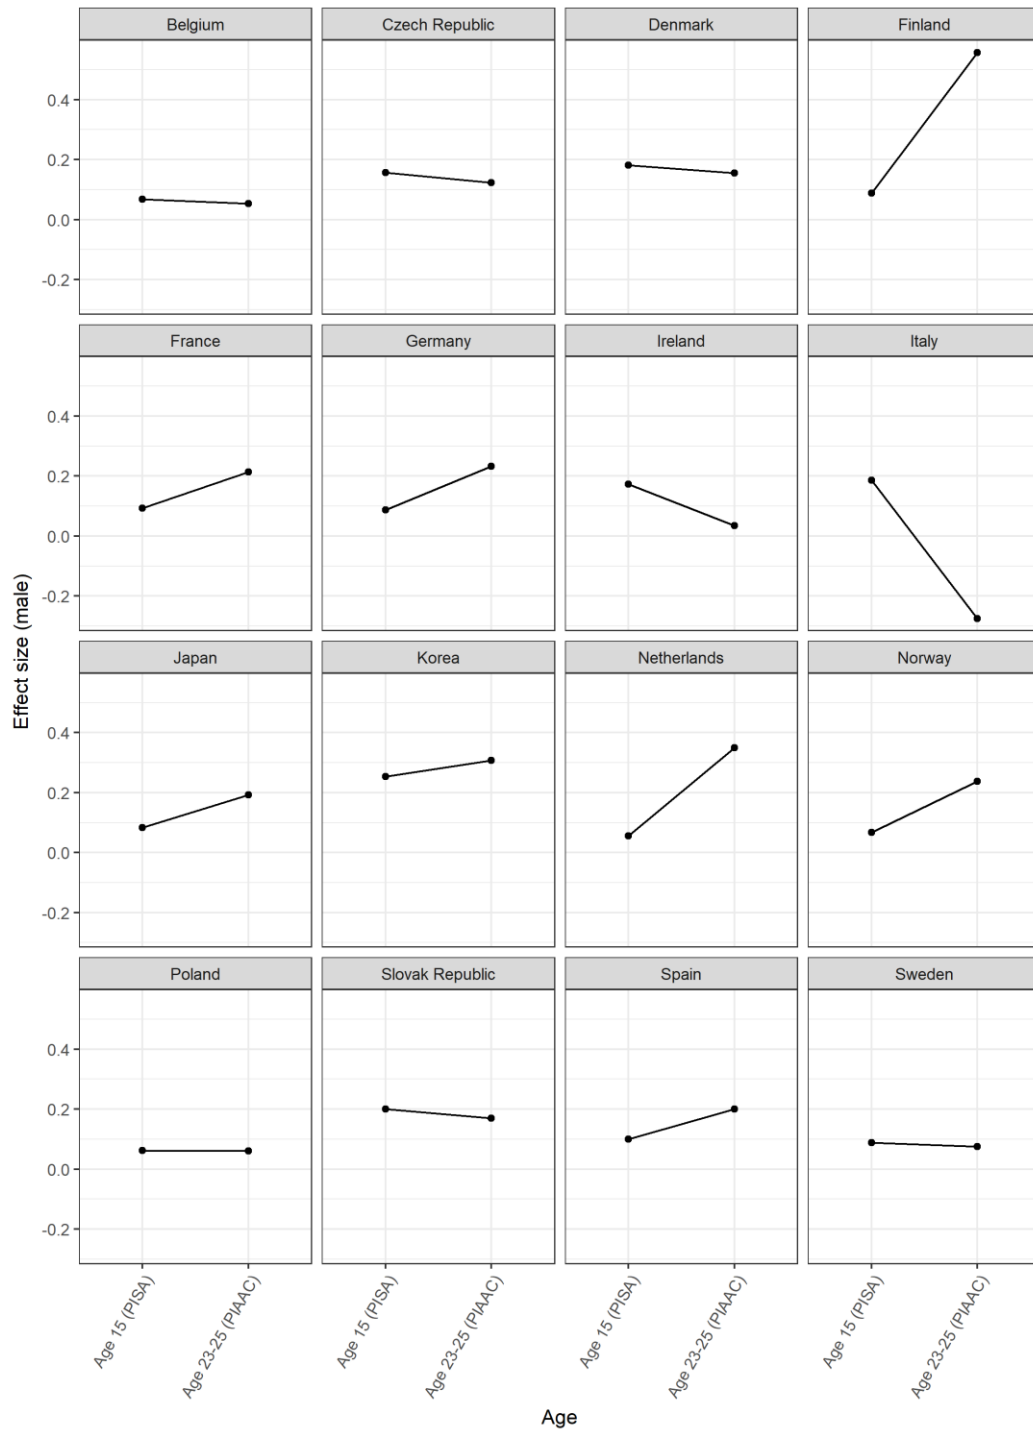 Belgium Czech Republic Denmark Finland
0.4
0.2
0.0
-0.2
France Germany Ireland Italy
0.4
0.2
0.0
-0.2
Effect size (male)
Japan Korea Netherlands Norway
0.4
0.2
0.0
-0.2
Poland Slovak Republic Spain Sweden
0.4
0.2
0.0
-0.2
Age 15 (PISA)
Age 23-25 (PIAAC)
Age 15 (PISA)
Age 23-25 (PIAAC)
Age 15 (PISA)
Age 23-25 (PIAAC)
Age 15 (PISA)
Age 23-25 (PIAAC)
Age